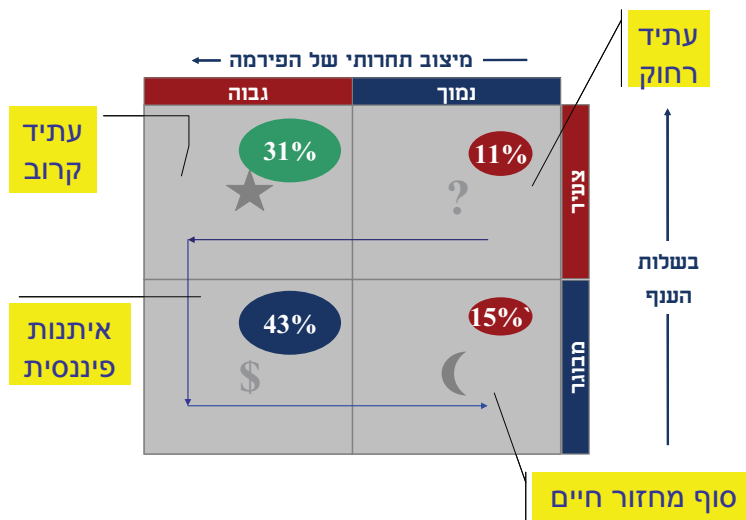 עתיד
רחוק
מיצוב תחרותי של הפירמה
נמוך
גבוה
עתיד
קרוב
11%
31%
?
צעיר
בשלות
הענף
איתנות
פיננסית
15%`
43%
$
מבוגר
סוף מחזור חיים